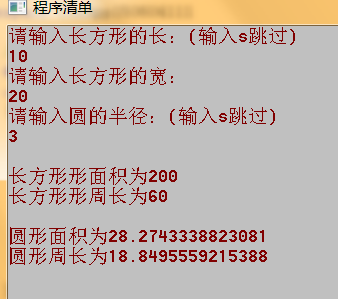 程序清单
请输入长方形的长：(输入s跳过)
10
请输入长方形的宽：
20
请输入圆的半径：(输入s跳过)
3
长方形形面积为200
长方形形周长为60
圆形面积为28.2743338823081
圆形周长为18.8495559215388